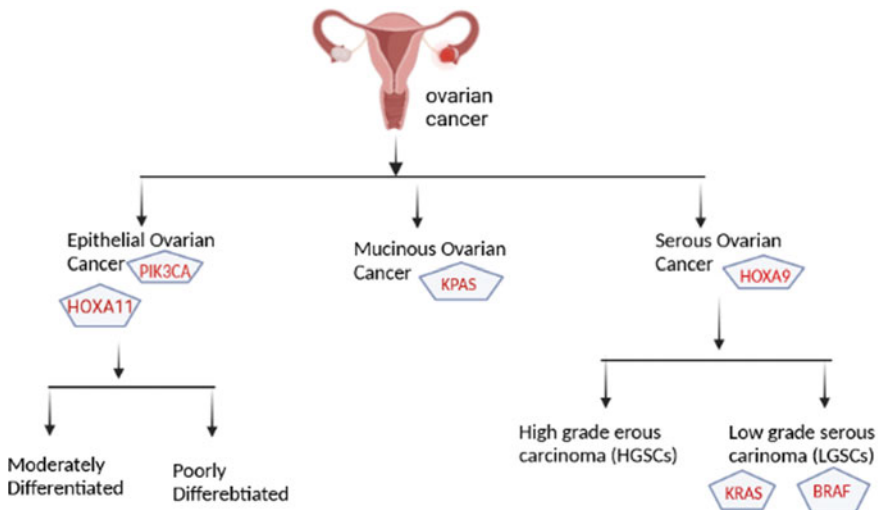 ovarian
cancer
Epithelial Ovarian
Cancer
PIK3CA
HOXA11
Mucinous Ovarian
Cancer
KPAS
Serous Ovarian
Cancer
HOXA9
Moderately
Differentiated
Poorly
Differebtiated
High grade erous
carcinoma (HGSCs)
Low grade serous
carinoma (LGSCs)
KRAS
BRAF